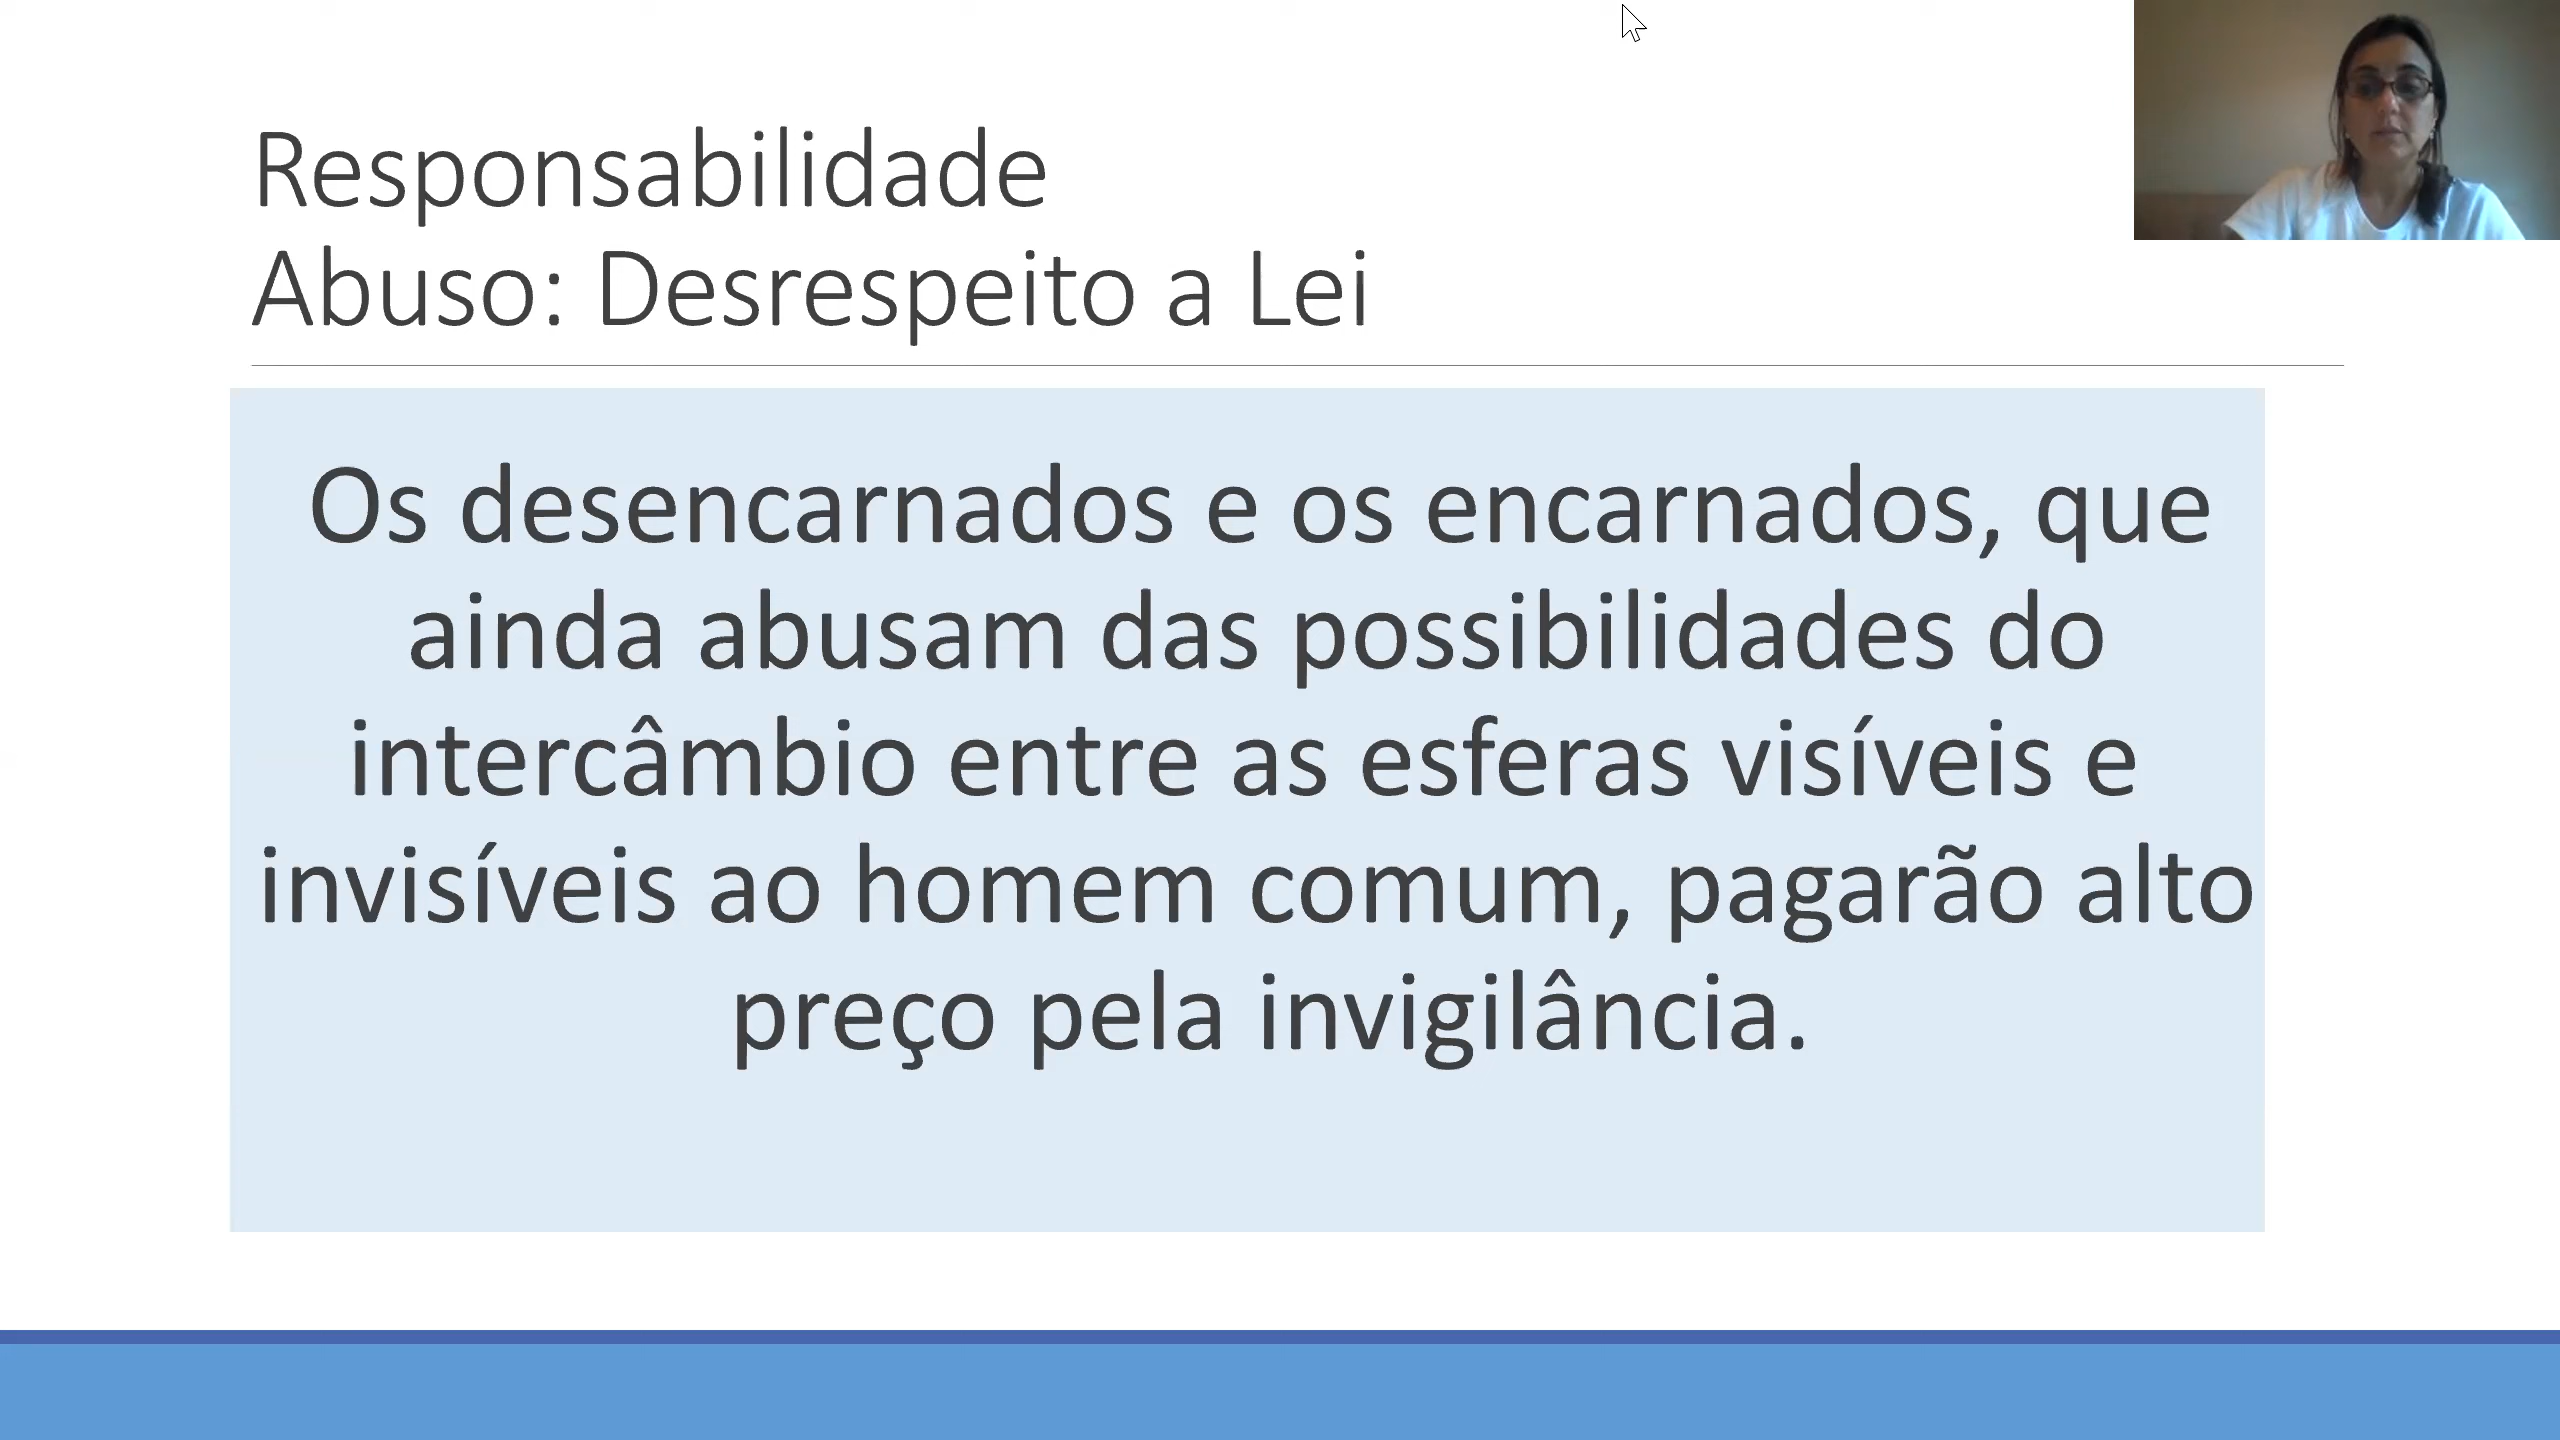 Responsabilidade
Abuso: Desrespeito a Lei
Os desencarnados e os encarnados, que
ainda abusam das possibilidades do
intercâmbio entre as esferas visíveis e
invisíveis ao homem comum, pagarão alto
preço pela invigilância.